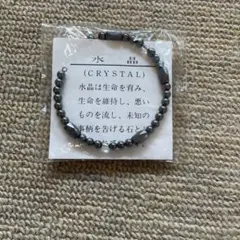 水 晶
(CRYSTAL)
水晶は生命を育み、
生命を維持し、悪い
ものを流し、未知の
事柄を告げる石と